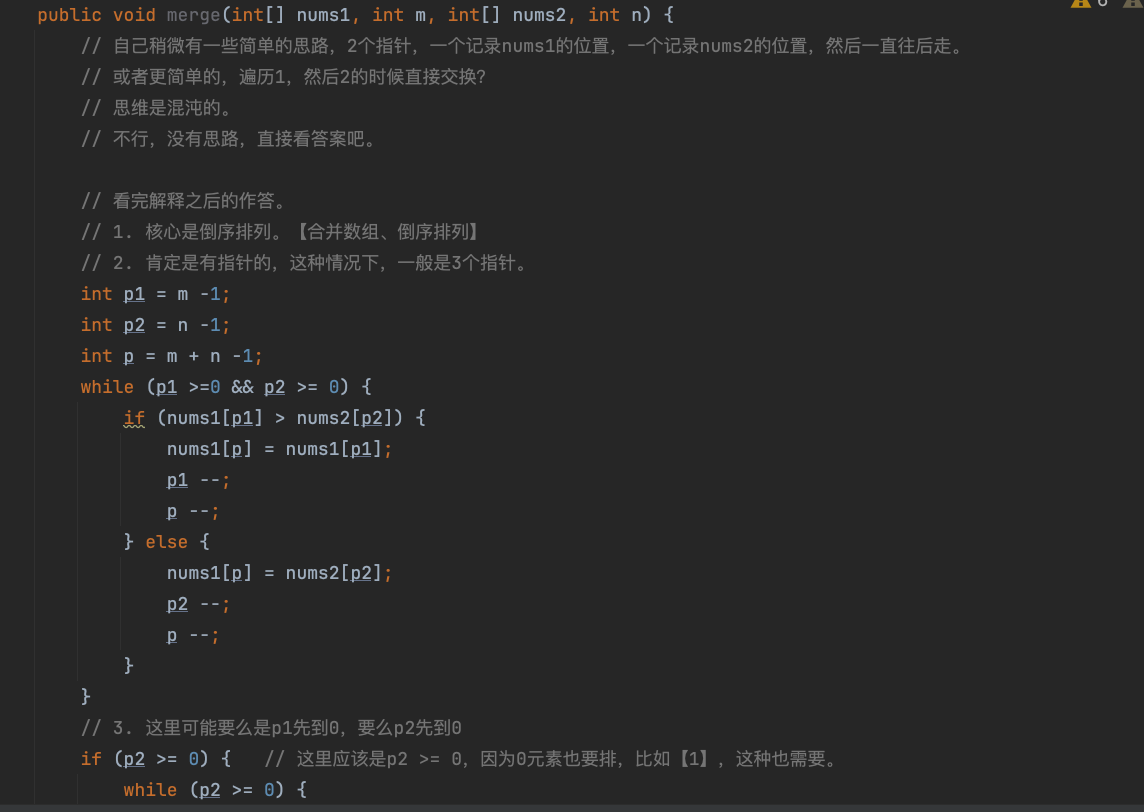 public void merge(int[] nums1, int m, int[] nums2, int n) {
// 自己稍微有一些简单的思路，2个指针，一个记录nums1的位置，一个记录nums2的位置，然后一直往后走。
// 或者更简单的，遍历1，然后2的时候直接交换？
// 思维是混沌的。
// 不行，没有思路，直接看答案吧。
// 看完解释之后的作答。
// 1. 核心是倒序排列。【合并数组、倒序排列】
// 2. 肯定是有指针的，这种情况下，一般是3个指针。
int p1 = m -1;
int p2 = n -1;
int p = m + n -1;
while (p1 >=0 && p2 >= 0) {
if (nums1[p1] > nums2[p2]) {
nums1[p] = nums1[p1];
p1 --;
p --;
} else {
nums1[p] = nums2[p2];
p2 --;
p --;
}
}
// 3. 这里可能要么是p1先到0，要么p2先到0
if (p2 >= 0) {   // 这里应该是p2 >= 0，因为0元素也要排，比如【1】，这种也需要。
while (p2 >= 0) {